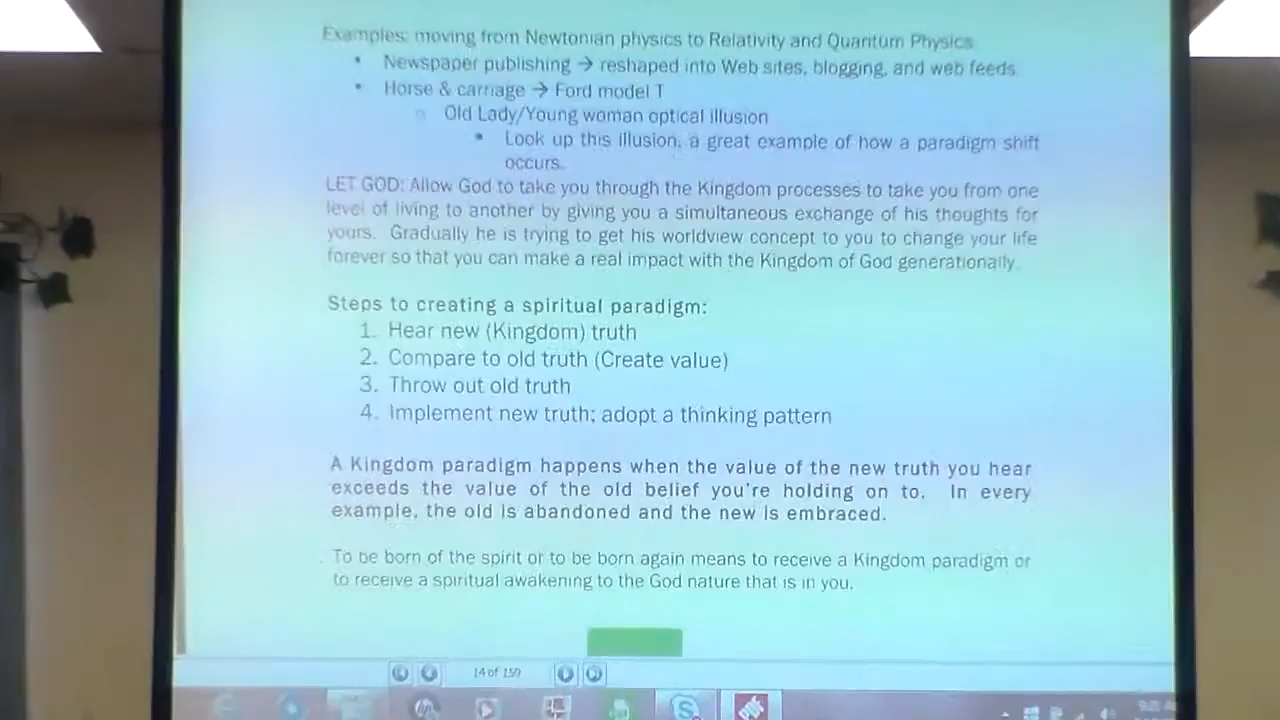 Examples: moving from Newtonian physics to Relativity and Quantum Physics
• Newspaper publishing → reshaped into Web sites, blogging, and web feeds.
• Horse & carriage → Ford model T
○ Old Lady/Young woman optical illusion
▪ Look up this illusion, a great example of how a paradigm shift
occurs.
LET GOD: Allow God to take you through the Kingdom processes to take you from one
level of living to another by giving you a simultaneous exchange of his thoughts for
yours. Gradually he is trying to get his worldview concept to you to change your life
forever so that you can make a real impact with the Kingdom of God generationally.
Steps to creating a spiritual paradigm:
1. Hear new (Kingdom) truth
2. Compare to old truth (Create value)
3. Throw out old truth
4. Implement new truth; adopt a thinking pattern
A Kingdom paradigm happens when the value of the new truth you hear
exceeds the value of the old belief you're holding on to. In every
example, the old is abandoned and the new is embraced.
To be born of the spirit or to be born again means to receive a Kingdom paradigm or
to receive a spiritual awakening to the God nature that is in you.
14 of 150